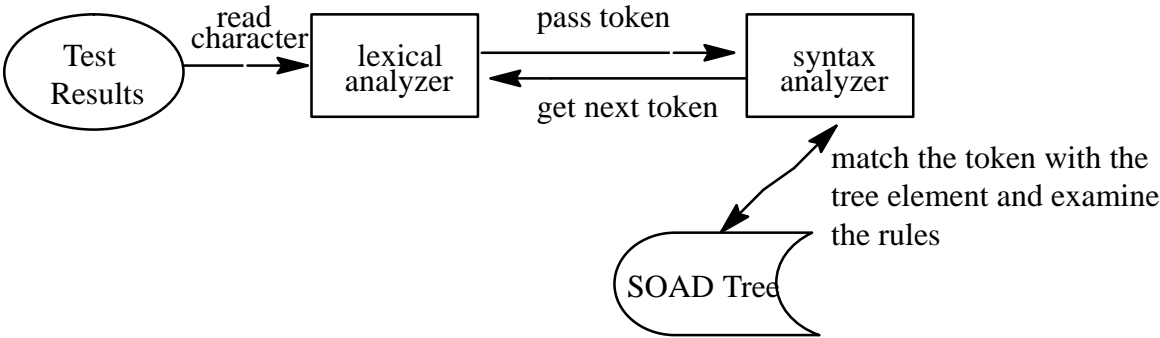 read
character
Test
Results
lexical
analyzer
pass token
get next token
syntax
analyzer
match the token with the
tree element and examine
the rules
SOAD Tree